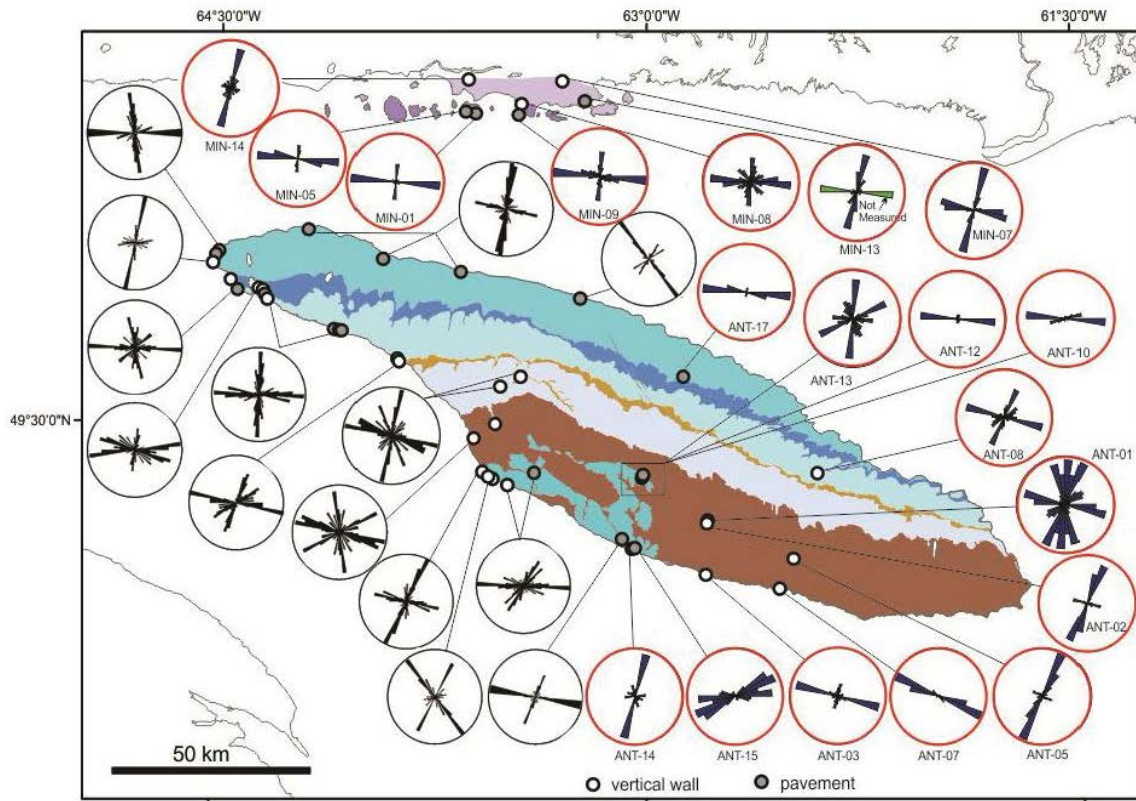 64°30'0"W
63°0'0"W
61°30'0"W
MIN-14
MIN-05
MIN-01
MIN-09
MIN-08
Not
Measured
MIN-13
MIN-07
ANT-17
ANT-13
ANT-12
ANT-10
49°30'0"N
ANT-08
ANT-01
ANT-02
ANT-14
ANT-15
ANT-03
ANT-07
ANT-05
50 km
vertical wall
pavement